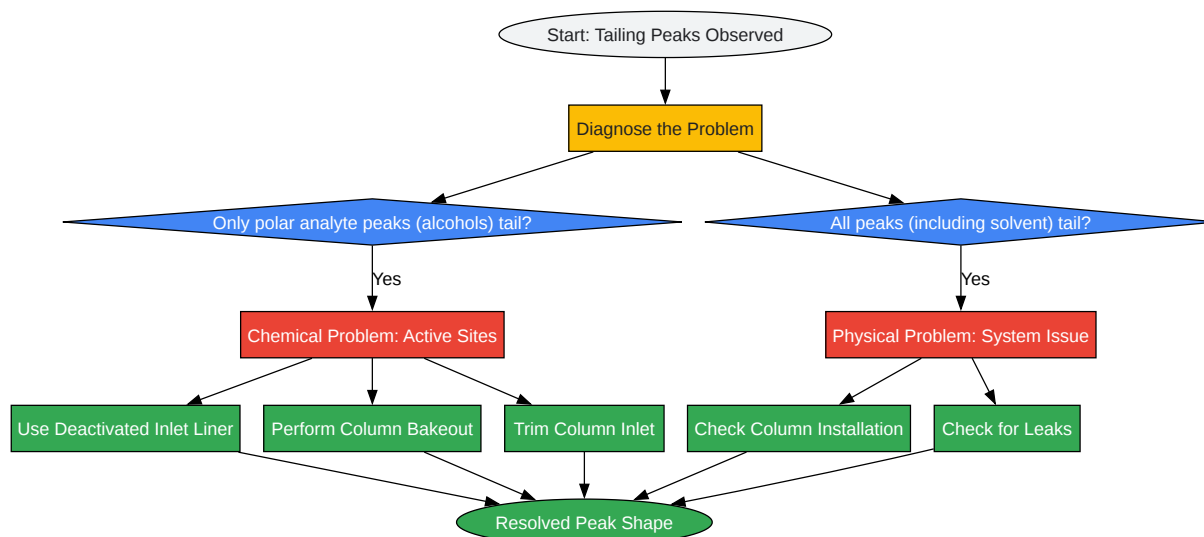 Start: Tailing Peaks Observed
Diagnose the Problem
Only polar analyte peaks (alcohols) tail?
All peaks (including solvent) tail?
Yes
Yes
Chemical Problem: Active Sites
Physical Problem: System Issue
Use Deactivated Inlet Liner
Perform Column Bakeout
Trim Column Inlet
Check Column Installation
Check for Leaks
Resolved Peak Shape